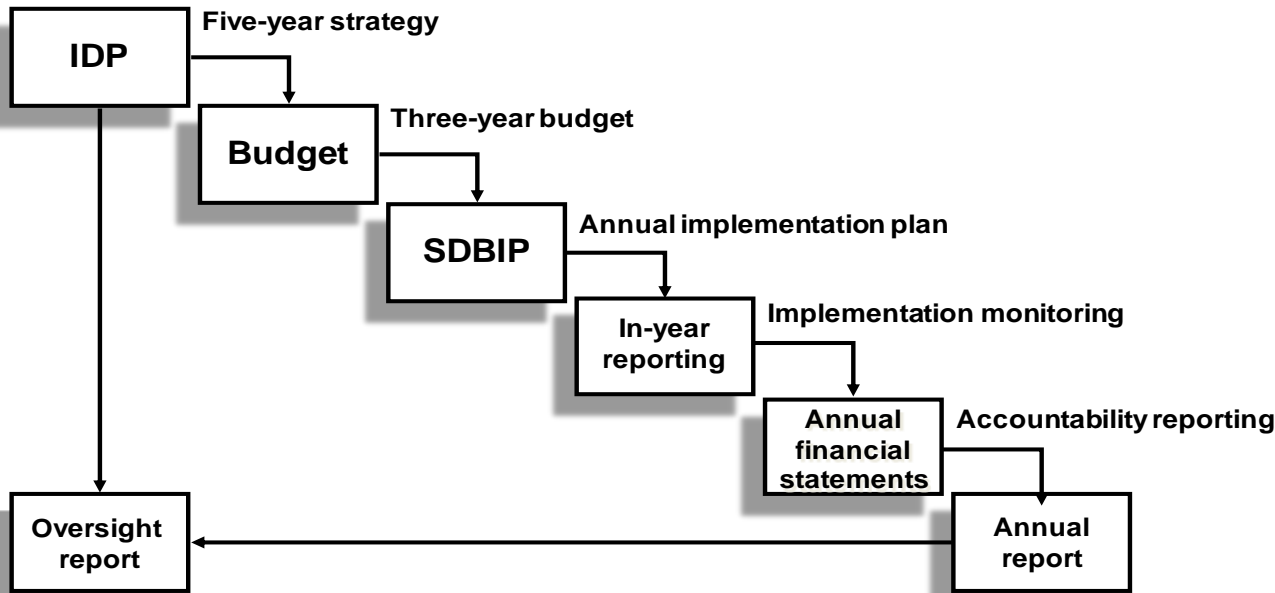 Five-year strategy
IDP
Three-year budget
Budget
Annual implementation plan
SDBIP
Implementation monitoring
In-year
reporting
Accountability reporting
Annual
financial
statements
Oversight
report
Annual
report